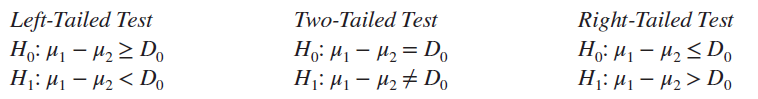 Left-Tailed Test Two-Tailed Test Right-Tailed Test
H₀: μ₁ − μ₂ ≥ D₀ H₀: μ₁ − μ₂ = D₀ H₀: μ₁ − μ₂ ≤ D₀
H₁: μ₁ − μ₂ < D₀ H₁: μ₁ − μ₂ ≠ D₀ H₁: μ₁ − μ₂ > D₀